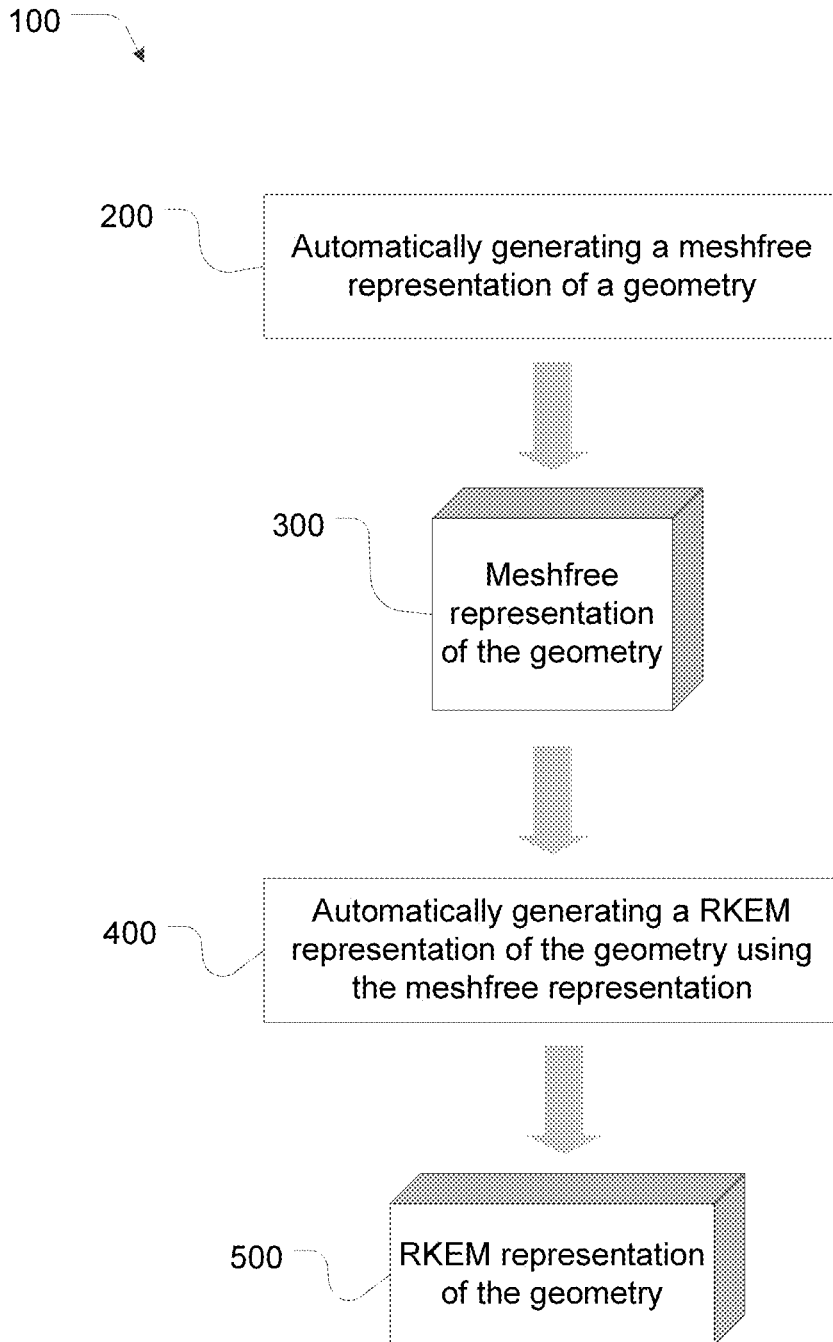 100
200
Automatically generating a meshfree
representation of a geometry
300
Meshfree
representation
of the geometry
400
Automatically generating a RKEM
representation of the geometry using
the meshfree representation
500
RKEM representation
of the geometry